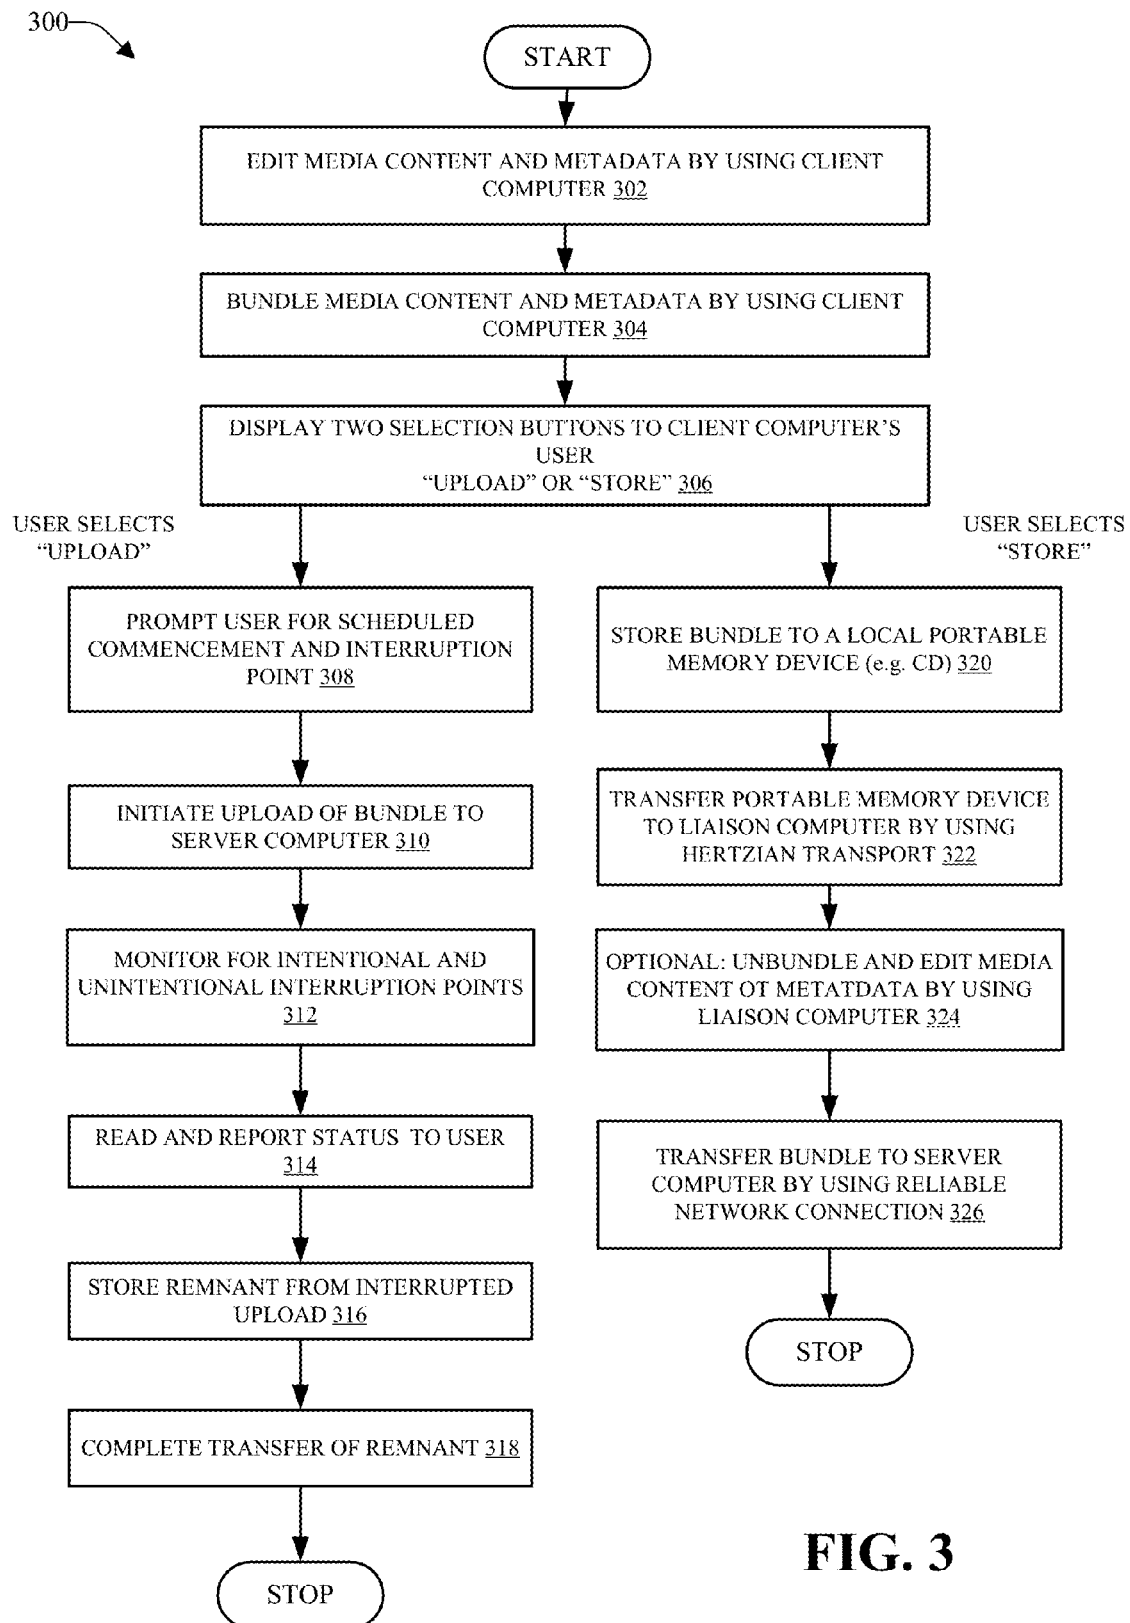 300
START
EDIT MEDIA CONTENT AND METADATA BY USING CLIENT
COMPUTER 302
BUNDLE MEDIA CONTENT AND METADATA BY USING CLIENT
COMPUTER 304
DISPLAY TWO SELECTION BUTTONS TO CLIENT COMPUTER'S
USER
“UPLOAD” OR “STORE” 306
USER SELECTS
“UPLOAD”
PROMPT USER FOR SCHEDULED
COMMENCEMENT AND INTERRUPTION
POINT 308
INITIATE UPLOAD OF BUNDLE TO
SERVER COMPUTER 310
MONITOR FOR INTENTIONAL AND
UNINTENTIONAL INTERRUPTION POINTS
312
READ AND REPORT STATUS TO USER
314
STORE REMNANT FROM INTERRUPTED
UPLOAD 316
COMPLETE TRANSFER OF REMNANT 318
STOP
USER SELECTS
“STORE”
STORE BUNDLE TO A LOCAL PORTABLE
MEMORY DEVICE (e.g. CD) 320
TRANSFER PORTABLE MEMORY DEVICE
TO LIAISON COMPUTER BY USING
HERTZIAN TRANSPORT 322
OPTIONAL: UNBUNDLE AND EDIT MEDIA
CONTENT OT METATDATA BY USING
LIAISON COMPUTER 324
TRANSFER BUNDLE TO SERVER
COMPUTER BY USING RELIABLE
NETWORK CONNECTION 326
STOP
FIG. 3